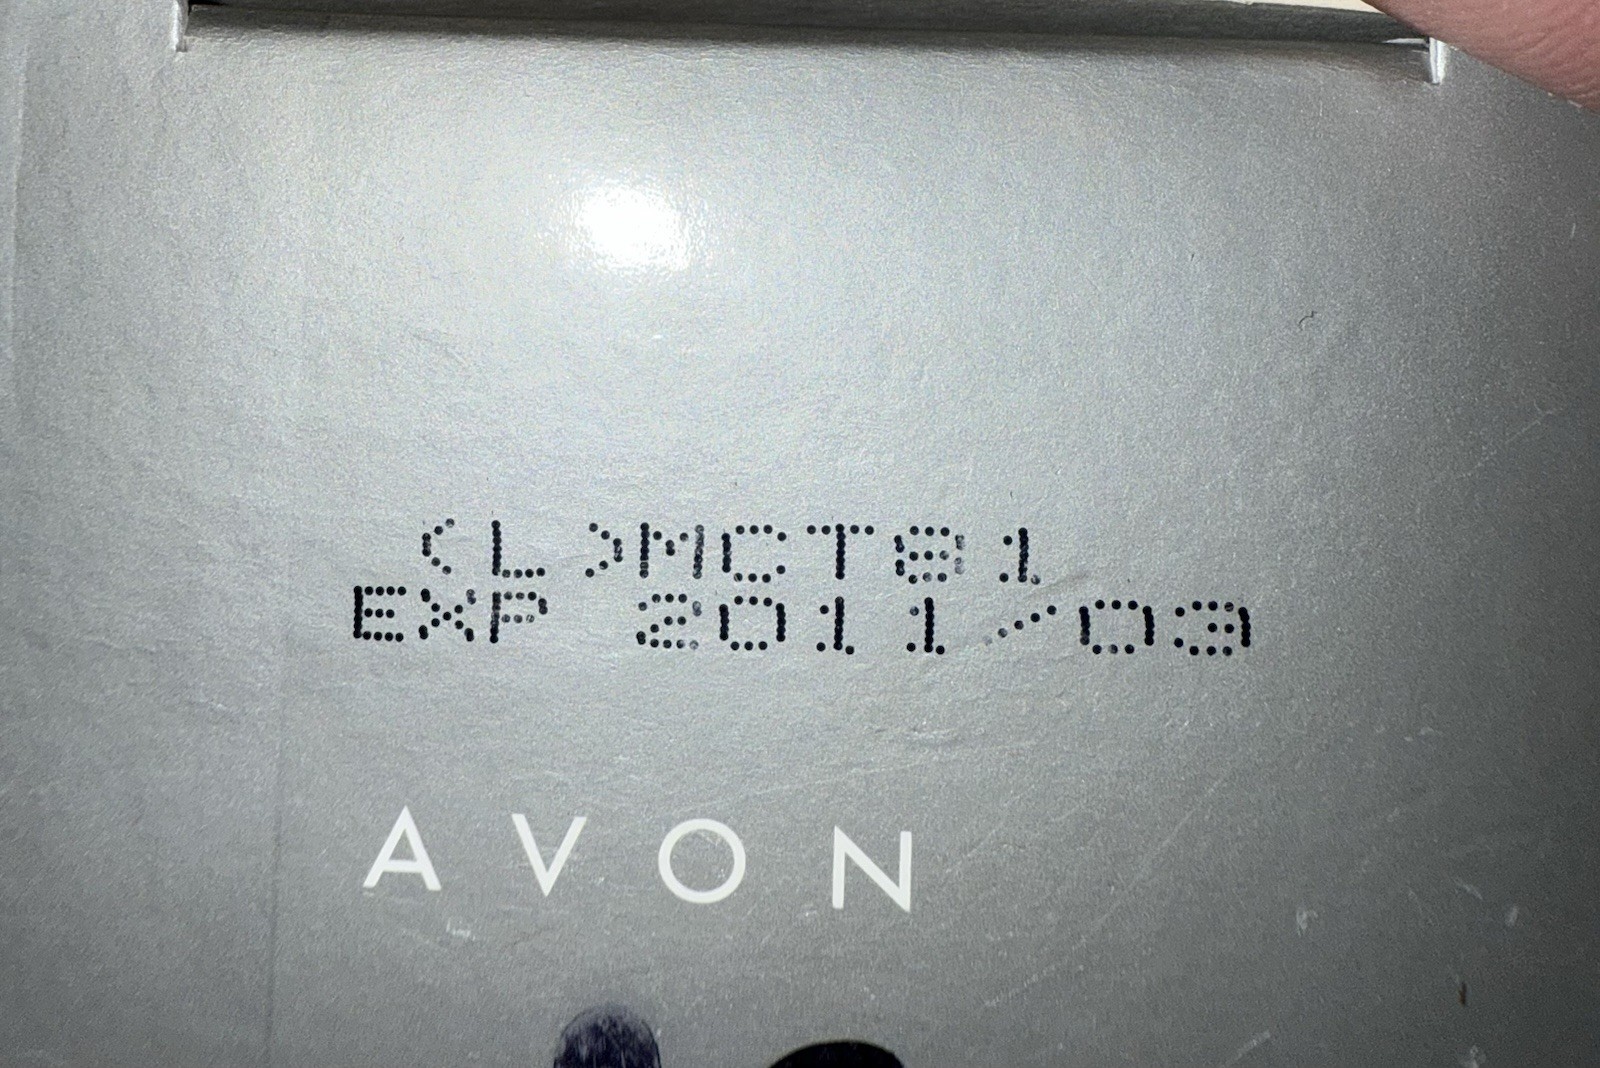 (L)MCT81
EXP 2011/03
AVON